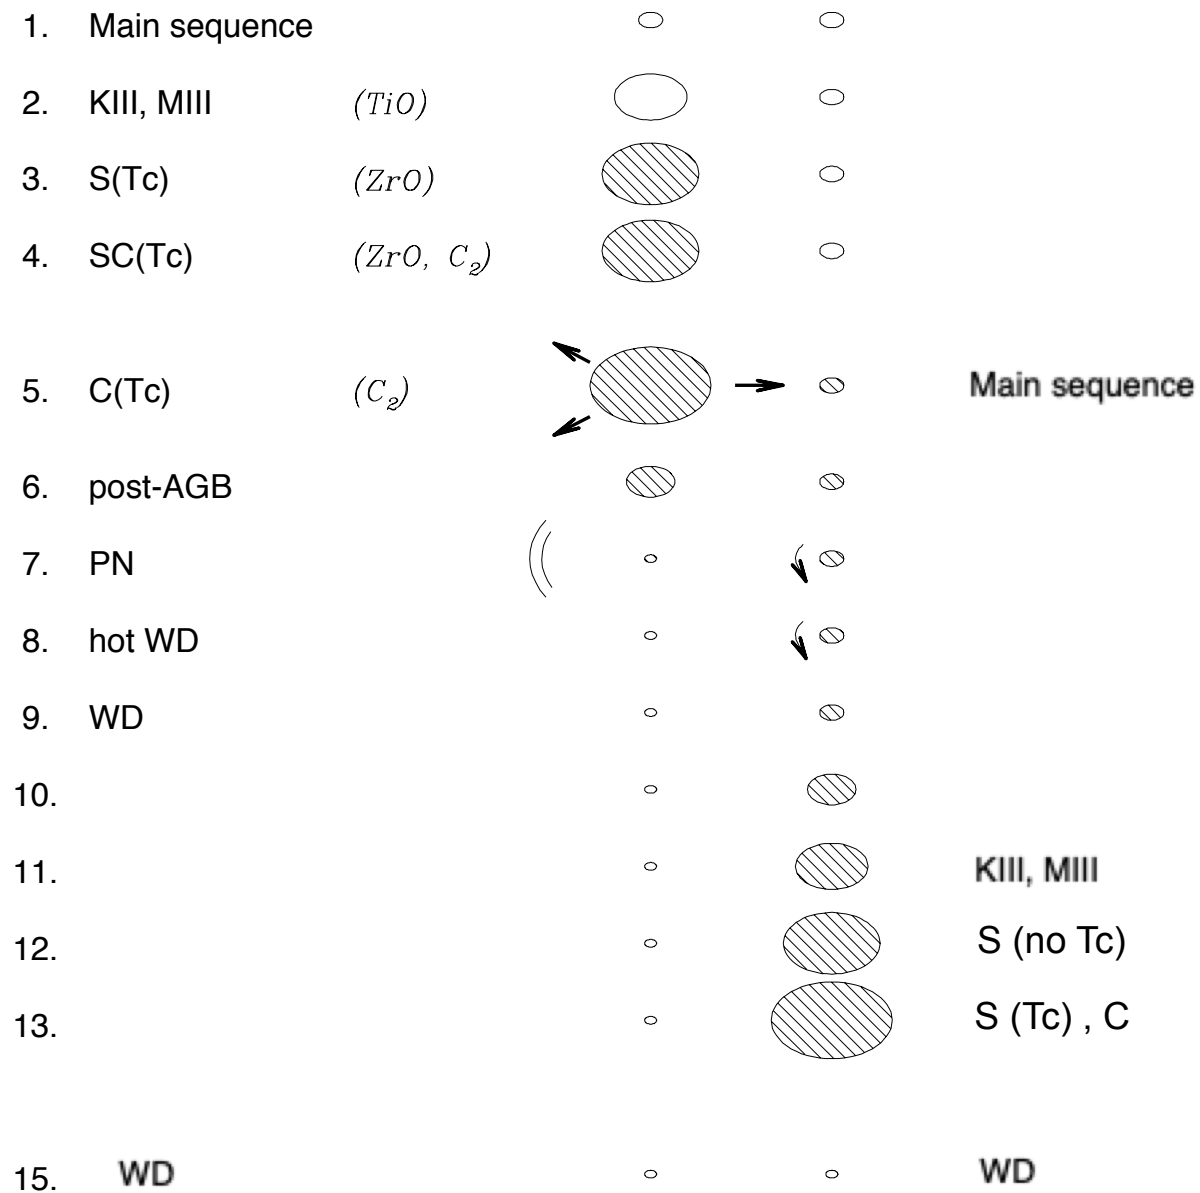 1. Main sequence
2. KIII, MIII (TiO)
3. S(Tc) (ZrO)
4. SC(Tc) (ZrO, C₂)
5. C(Tc) (C₂) Main sequence
6. post-AGB
7. PN
8. hot WD
9. WD
10.
11. KIII, MIII
12. S (no Tc)
13. S (Tc) , C
15. WD WD